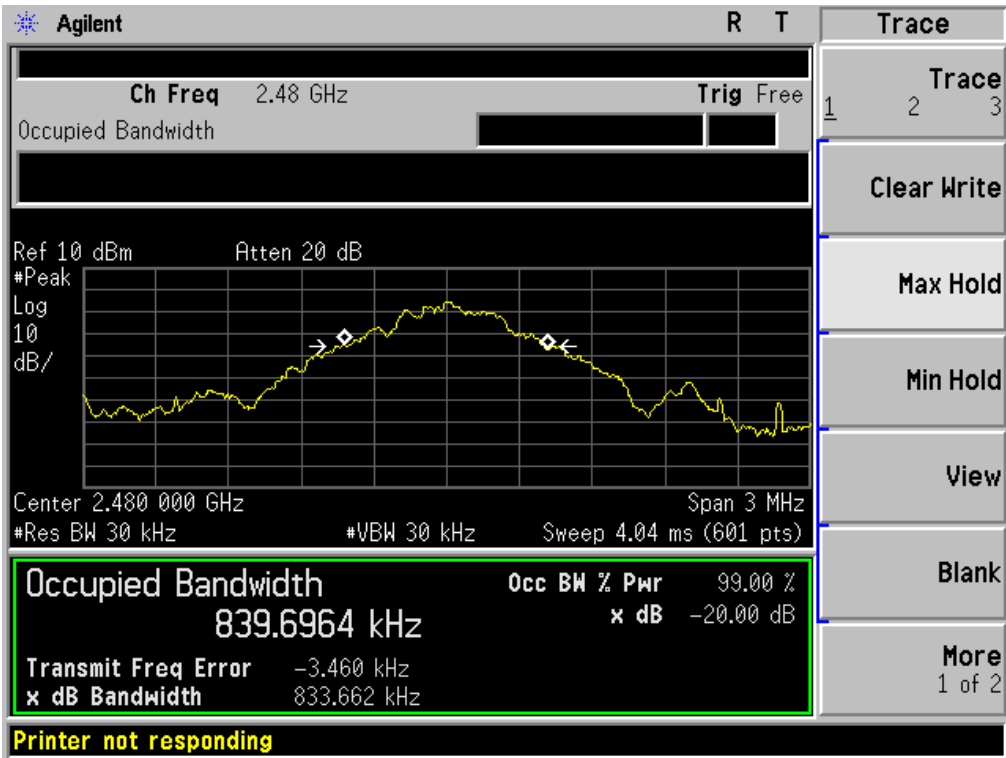 Agilent R T
Ch Freq 2.48 GHz Trig Free
Occupied Bandwidth
Ref 10 dBm Atten 20 dB
#Peak
Log
10
dB/
Center 2.480 000 GHz Span 3 MHz
#Res BW 30 kHz #VBW 30 kHz Sweep 4.04 ms (601 pts)
Occupied Bandwidth Occ BW % Pwr 99.00 %
839.6964 kHz x dB -20.00 dB
Transmit Freq Error -3.460 kHz
x dB Bandwidth 833.662 kHz
Printer not responding
Trace
Trace
1 2 3
Clear Write
Max Hold
Min Hold
View
Blank
More
1 of 2